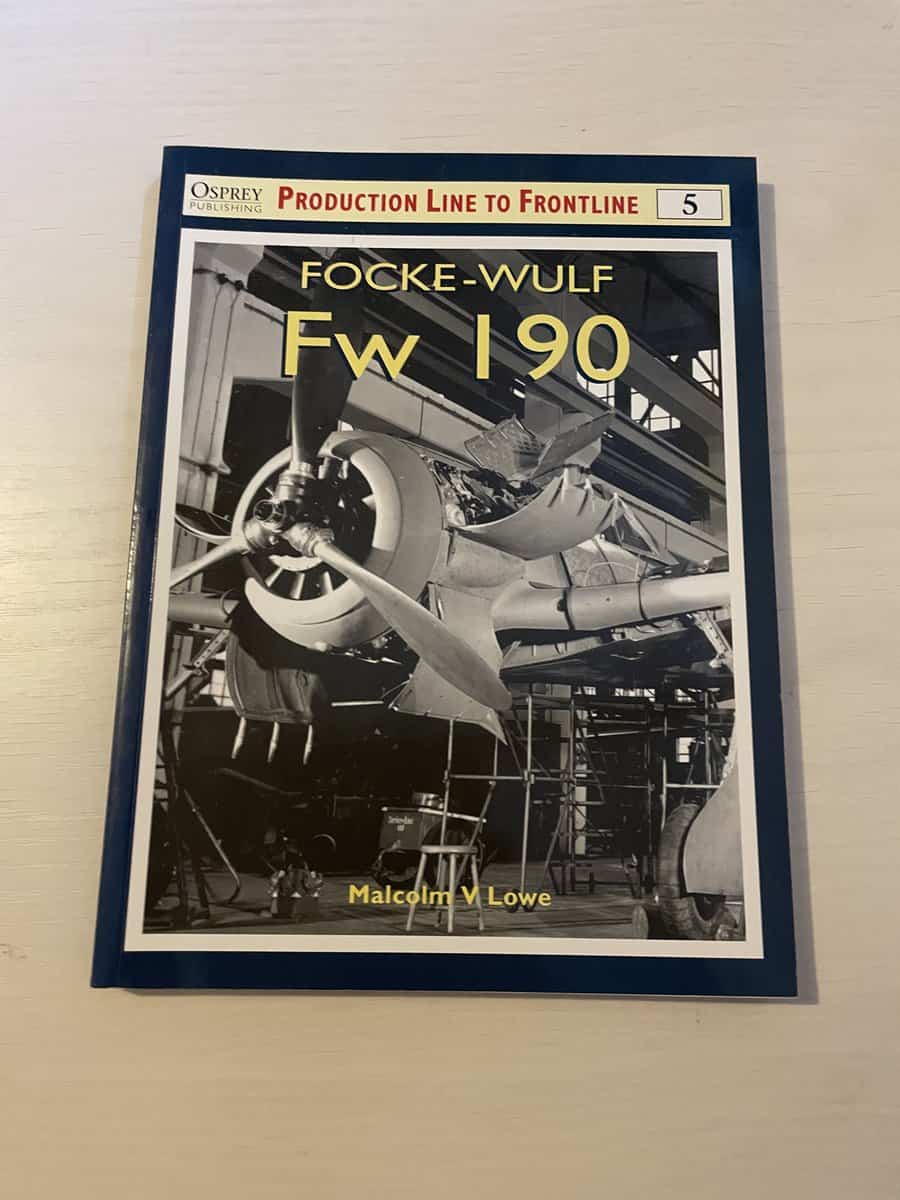 OSPREY
PUBLISHING
PRODUCTION LINE TO FRONTLINE
5
FOCKE-WULF
Fw 190
Malcolm V Lowe